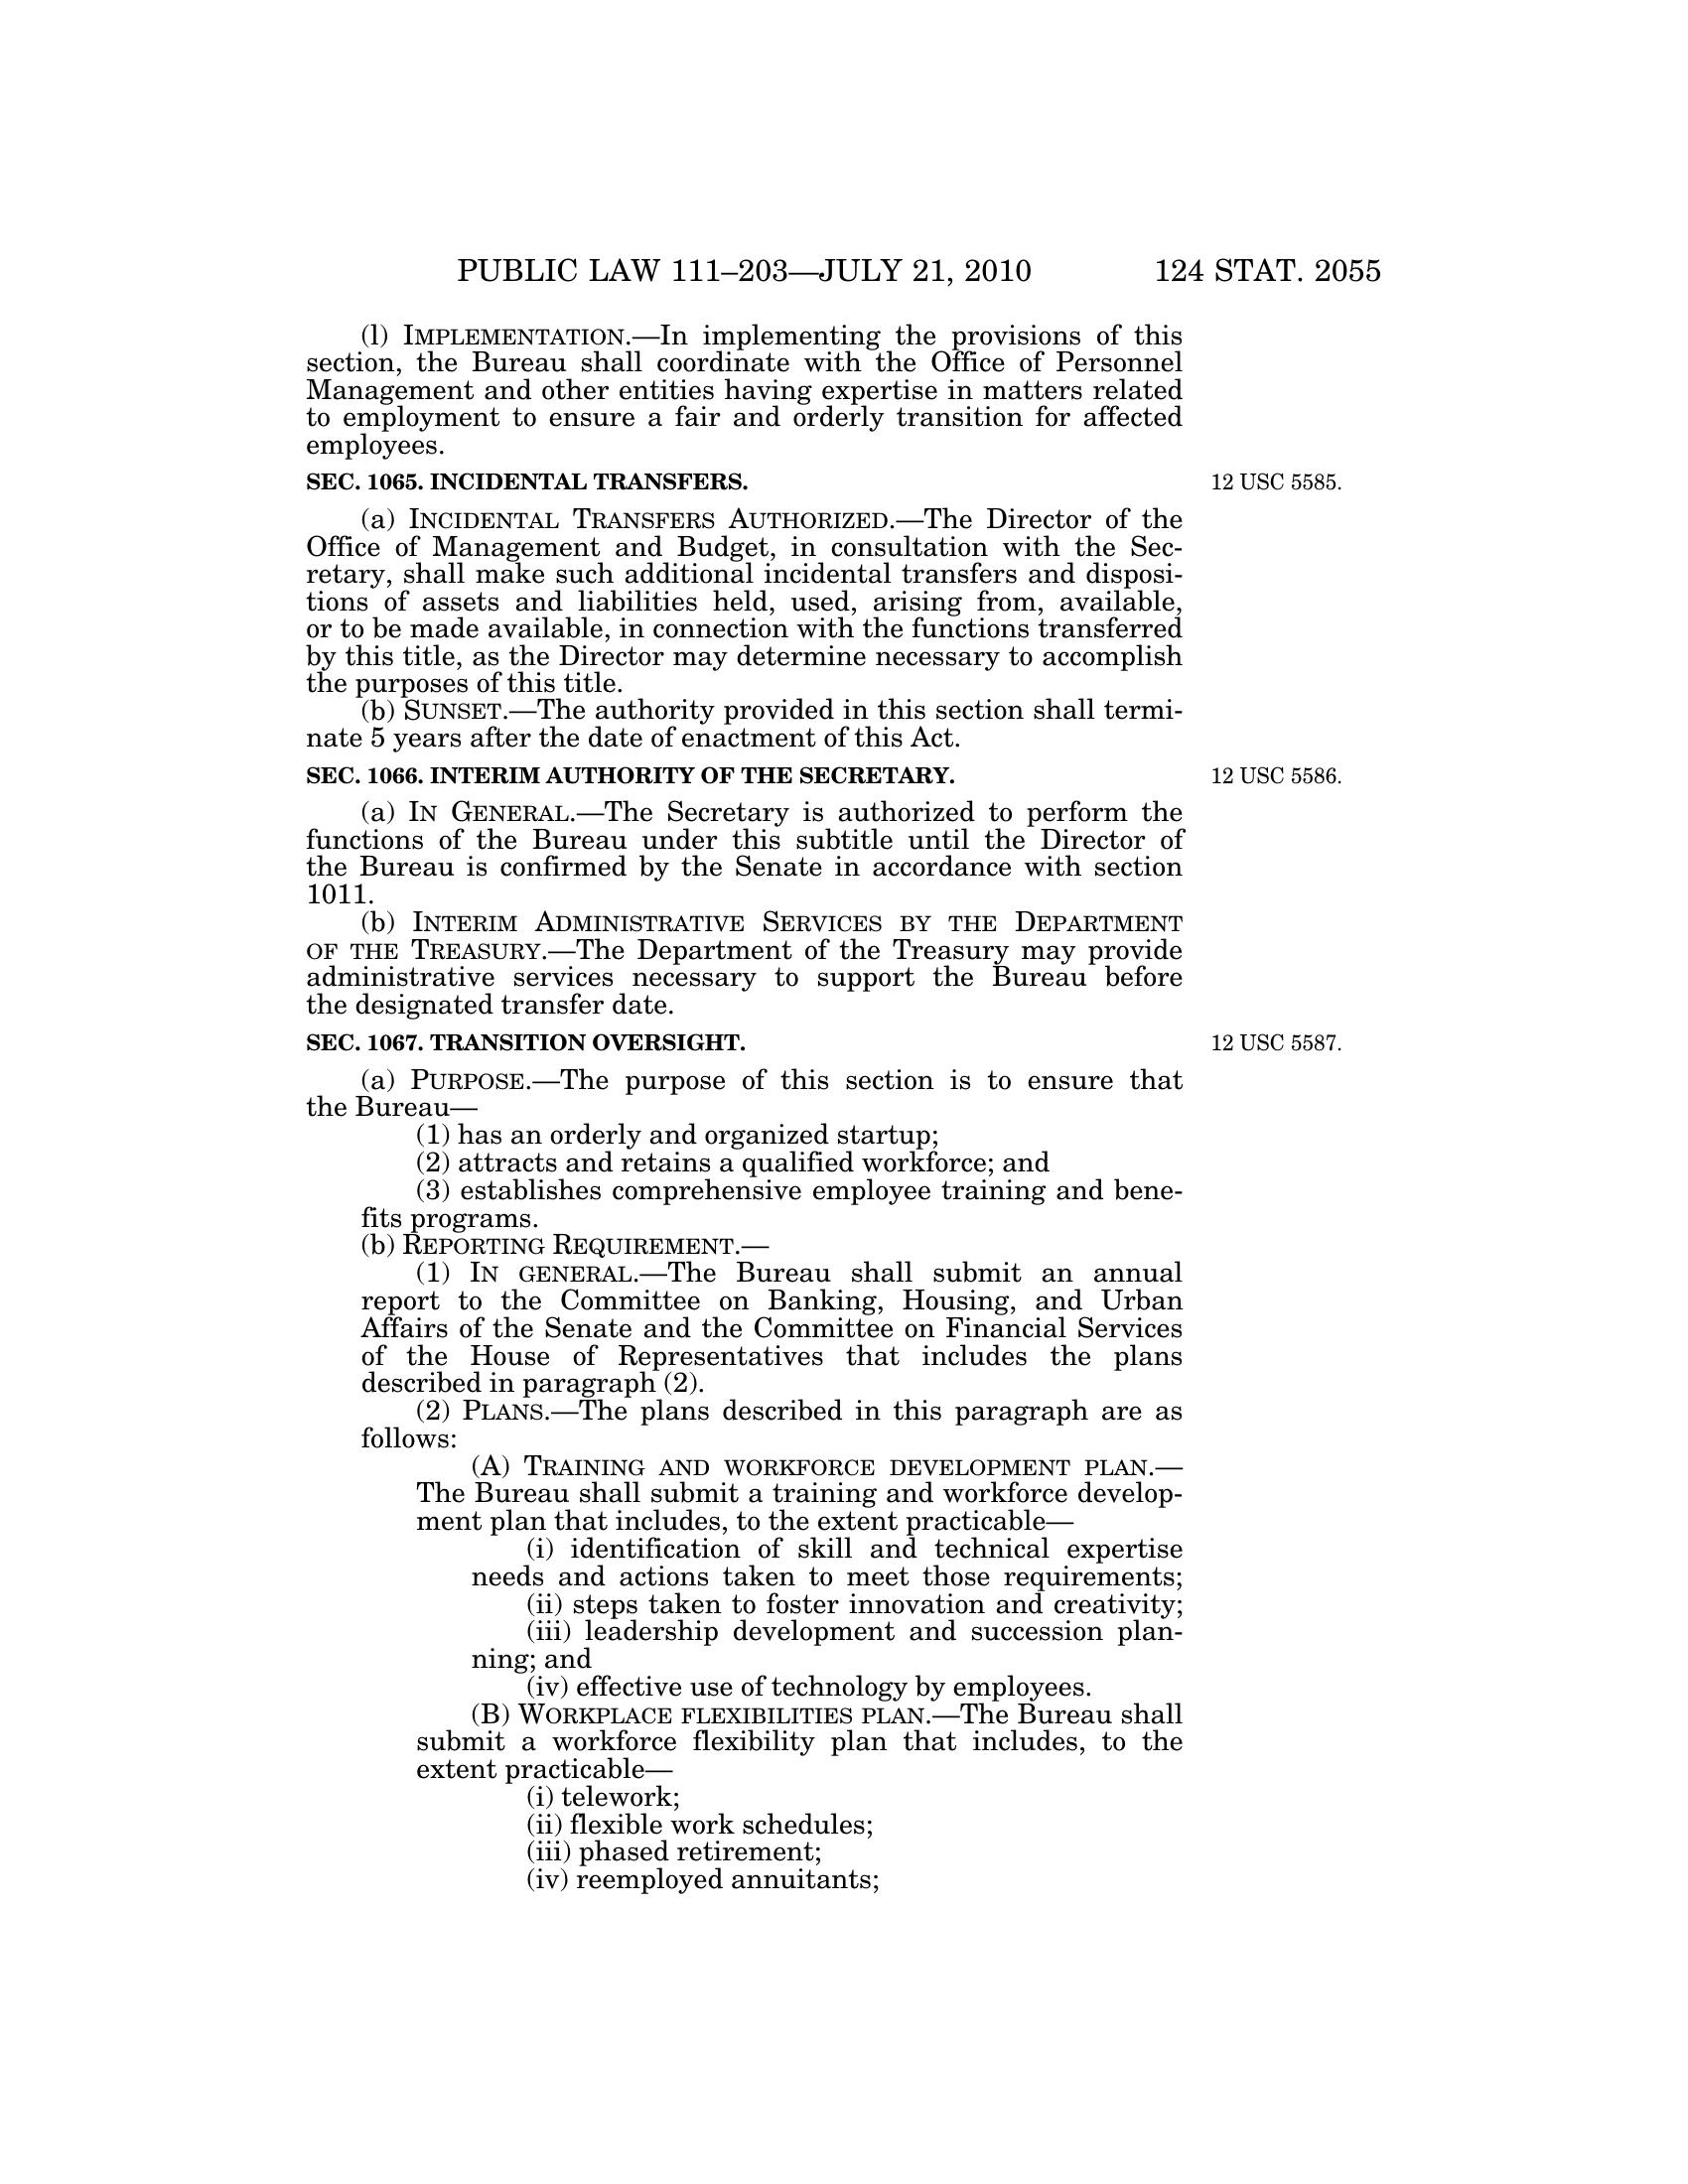 PUBLIC LAW 111–203—JULY 21, 2010 124 STAT. 2055
(l) IMPLEMENTATION.—In implementing the provisions of this
section, the Bureau shall coordinate with the Office of Personnel
Management and other entities having expertise in matters related
to employment to ensure a fair and orderly transition for affected
employees.
SEC. 1065. INCIDENTAL TRANSFERS. 12 USC 5585.
(a) INCIDENTAL TRANSFERS AUTHORIZED.—The Director of the
Office of Management and Budget, in consultation with the Sec-
retary, shall make such additional incidental transfers and disposi-
tions of assets and liabilities held, used, arising from, available,
or to be made available, in connection with the functions transferred
by this title, as the Director may determine necessary to accomplish
the purposes of this title.
(b) SUNSET.—The authority provided in this section shall termi-
nate 5 years after the date of enactment of this Act.
SEC. 1066. INTERIM AUTHORITY OF THE SECRETARY. 12 USC 5586.
(a) IN GENERAL.—The Secretary is authorized to perform the
functions of the Bureau under this subtitle until the Director of
the Bureau is confirmed by the Senate in accordance with section
1011.
(b) INTERIM ADMINISTRATIVE SERVICES BY THE DEPARTMENT
OF THE TREASURY.—The Department of the Treasury may provide
administrative services necessary to support the Bureau before
the designated transfer date.
SEC. 1067. TRANSITION OVERSIGHT. 12 USC 5587.
(a) PURPOSE.—The purpose of this section is to ensure that
the Bureau—
(1) has an orderly and organized startup;
(2) attracts and retains a qualified workforce; and
(3) establishes comprehensive employee training and bene-
fits programs.
(b) REPORTING REQUIREMENT.—
(1) IN GENERAL.—The Bureau shall submit an annual
report to the Committee on Banking, Housing, and Urban
Affairs of the Senate and the Committee on Financial Services
of the House of Representatives that includes the plans
described in paragraph (2).
(2) PLANS.—The plans described in this paragraph are as
follows:
(A) TRAINING AND WORKFORCE DEVELOPMENT PLAN.—
The Bureau shall submit a training and workforce develop-
ment plan that includes, to the extent practicable—
(i) identification of skill and technical expertise
needs and actions taken to meet those requirements;
(ii) steps taken to foster innovation and creativity;
(iii) leadership development and succession plan-
ning; and
(iv) effective use of technology by employees.
(B) WORKPLACE FLEXIBILITIES PLAN.—The Bureau shall
submit a workforce flexibility plan that includes, to the
extent practicable—
(i) telework;
(ii) flexible work schedules;
(iii) phased retirement;
(iv) reemployed annuitants;